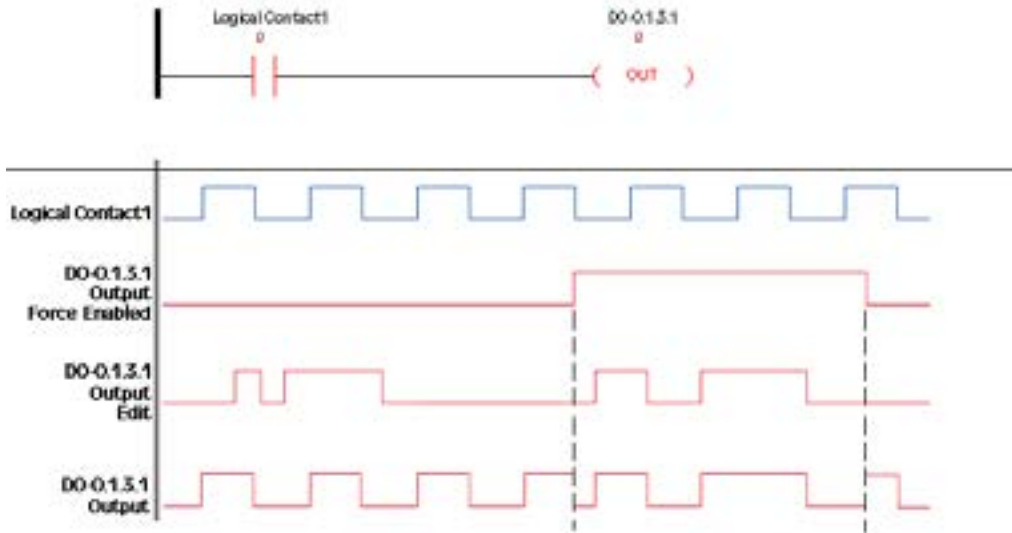 Logical Contact1
DO-0.1.3.1
0
0
OUT
Logical Contact1
DO-0.1.3.1
Output
Force Enabled
DO-0.1.3.1
Output
Edit
DO-0.1.3.1
Output